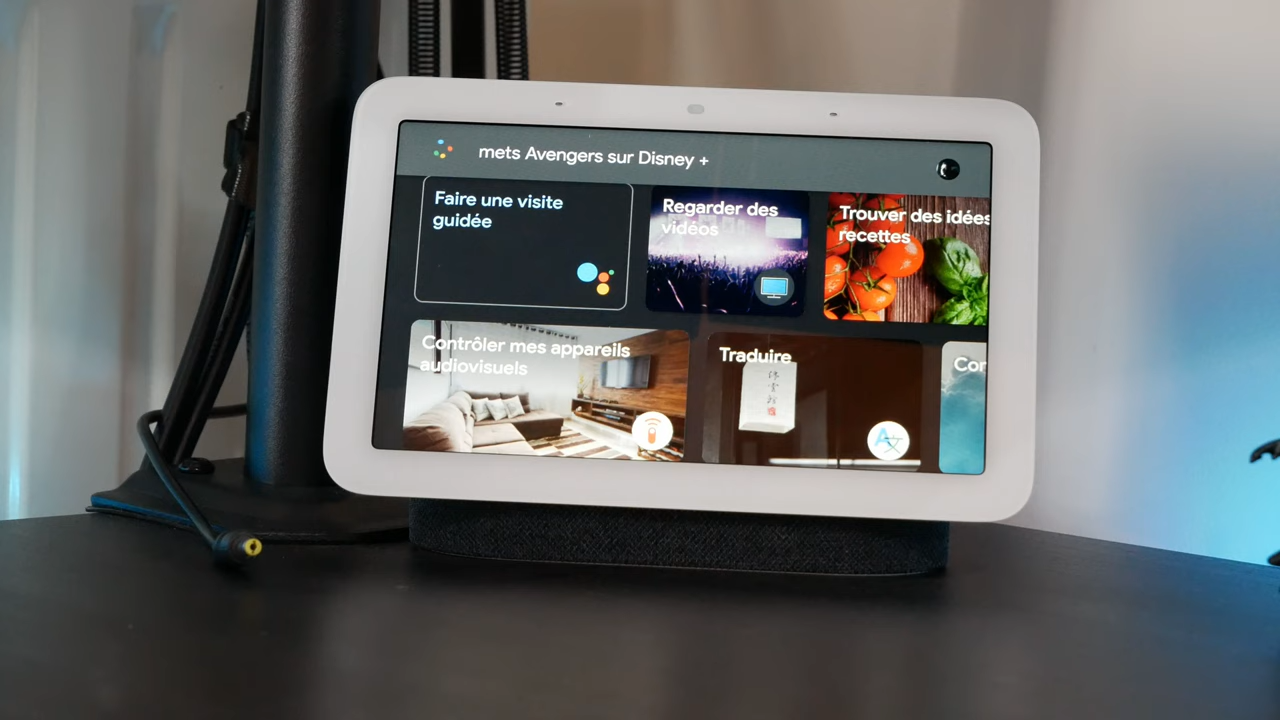 mets Avengers sur Disney +
Faire une visite
guidée
Regarder des
vidéos
Trouver des idées
recettes
Contrôler mes appareils
audiovisuels
Traduire
Cor